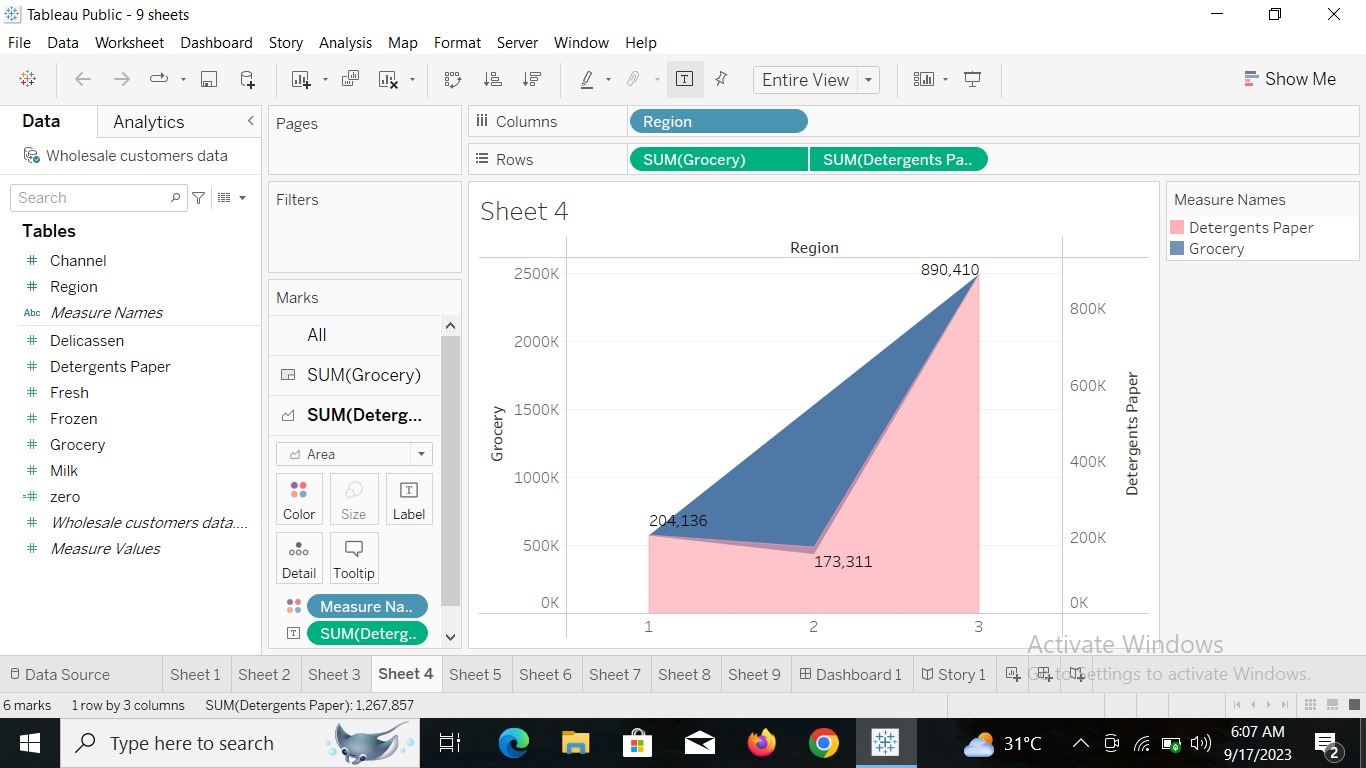 Tableau Public - 9 sheets
File Data Worksheet Dashboard Story Analysis Map Format Server Window Help
Entire View
Show Me
Data Analytics
Wholesale customers data
Search
Tables
Channel
Region
Abc Measure Names
Delicassen
Detergents Paper
Fresh
Frozen
Grocery
Milk
zero
Wholesale customers data....
Measure Values
Pages
Filters
Marks
All
SUM(Grocery)
SUM(Deterg...
Area
Color Size Label
Detail Tooltip
Measure Na..
SUM(Deterg..
Columns Region
Rows SUM(Grocery) SUM(Detergents Pa..
Sheet 4
Region
2500K
2000K
1500K
1000K
500K
0K
Grocery
890,410
204,136
173,311
1 2 3
800K
600K
400K
200K
0K
Detergents Paper
Measure Names
Detergents Paper
Grocery
Activate Windows
Go to Settings to activate Windows.
Data Source Sheet 1 Sheet 2 Sheet 3 Sheet 4 Sheet 5 Sheet 6 Sheet 7 Sheet 8 Sheet 9 Dashboard 1 Story 1
6 marks 1 row by 3 columns SUM(Detergents Paper): 1,267,857
Type here to search
31°C
6:07 AM
9/17/2023
2